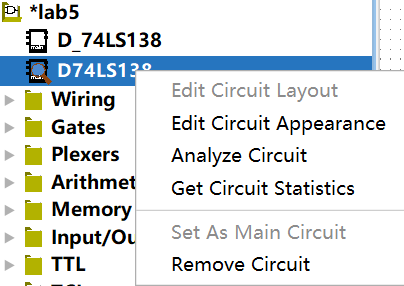 *lab5
D_74LS138
D74LS138
Wiring
Gates
Plexers
Arithmet
Memory
Input/Ou
TTL
Edit Circuit Layout
Edit Circuit Appearance
Analyze Circuit
Get Circuit Statistics
Set As Main Circuit
Remove Circuit